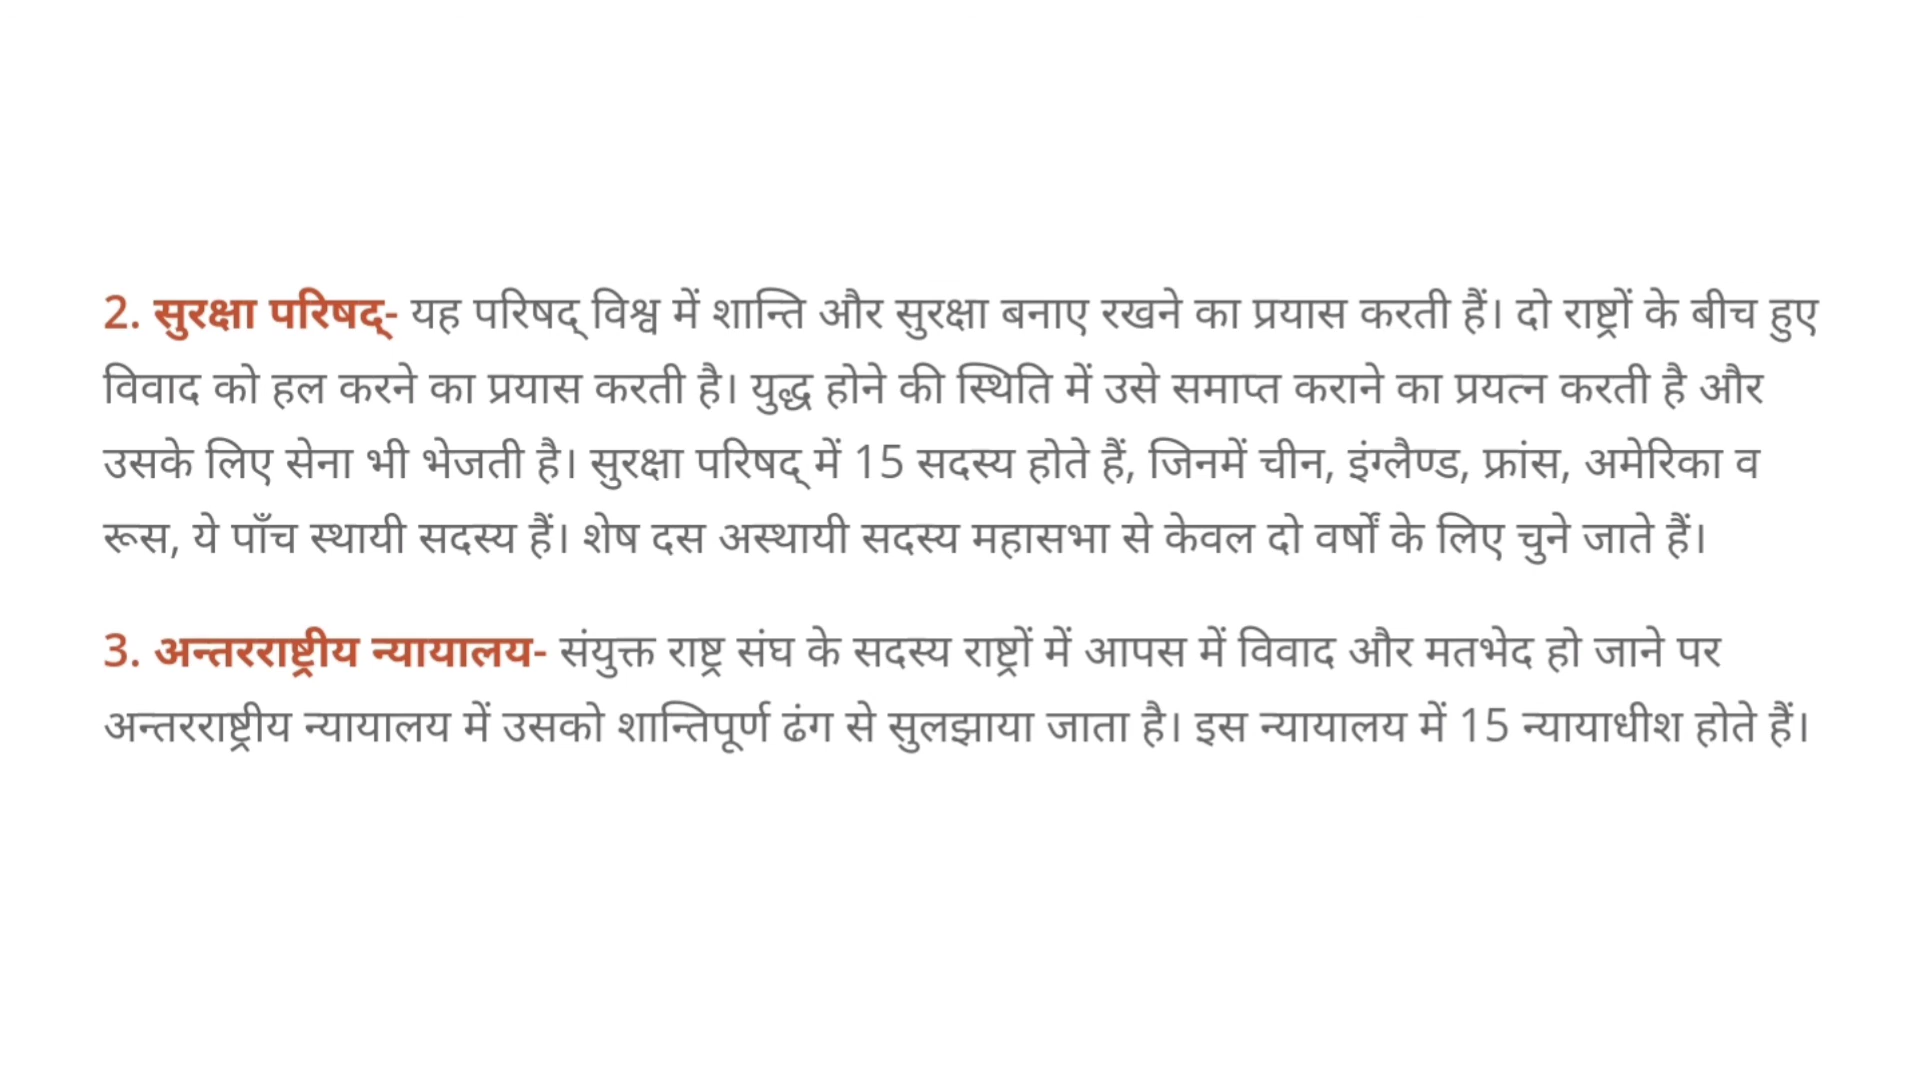 2. सुरक्षा परिषद्- यह परिषद् विश्व में शान्ति और सुरक्षा बनाए रखने का प्रयास करती हैं। दो राष्ट्रों के बीच हुए
विवाद को हल करने का प्रयास करती है। युद्ध होने की स्थिति में उसे समाप्त कराने का प्रयत्न करती है और
उसके लिए सेना भी भेजती है। सुरक्षा परिषद् में 15 सदस्य होते हैं, जिनमें चीन, इंग्लैण्ड, फ्रांस, अमेरिका व
रूस, ये पाँच स्थायी सदस्य हैं। शेष दस अस्थायी सदस्य महासभा से केवल दो वर्षों के लिए चुने जाते हैं।
3. अन्तरराष्ट्रीय न्यायालय- संयुक्त राष्ट्र संघ के सदस्य राष्ट्रों में आपस में विवाद और मतभेद हो जाने पर
अन्तरराष्ट्रीय न्यायालय में उसको शान्तिपूर्ण ढंग से सुलझाया जाता है। इस न्यायालय में 15 न्यायाधीश होते हैं।